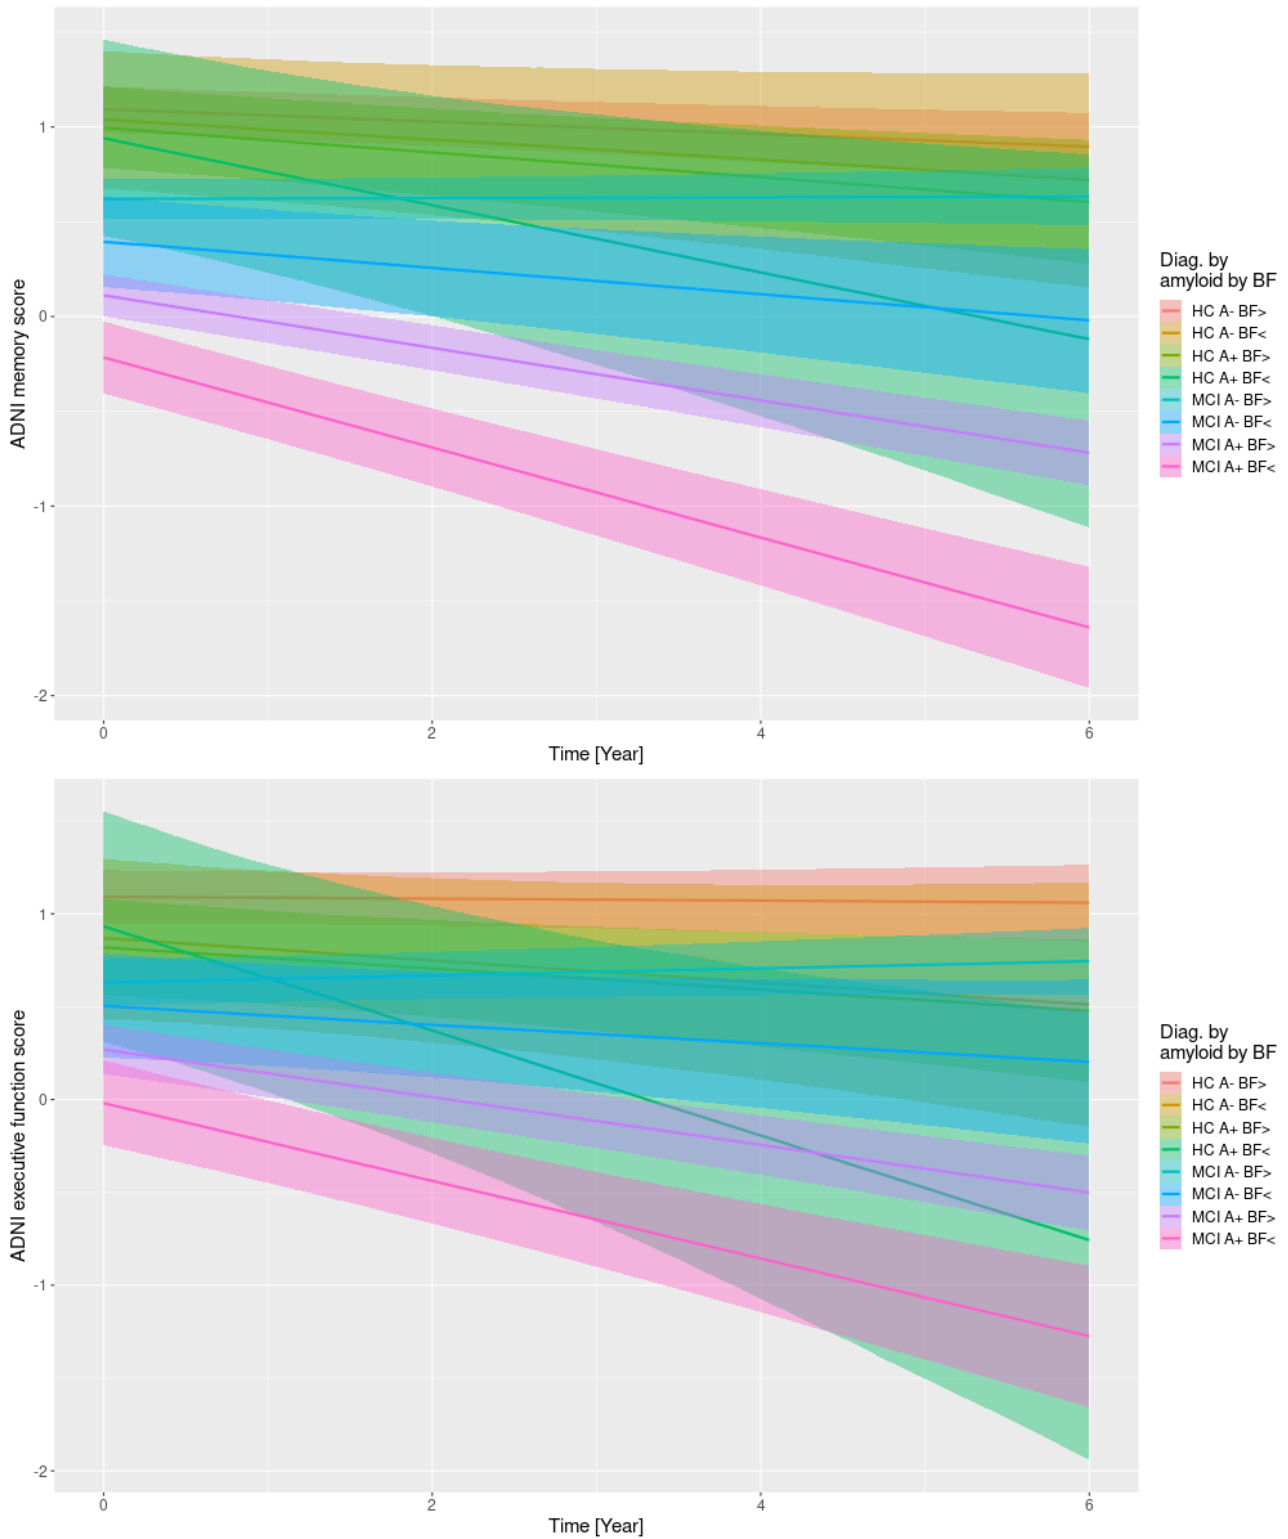 1
0
-1
-2
ADNI memory score
0
2
4
6
Time [Year]
Diag. by
amyloid by BF
HC A- BF>
HC A- BF<
HC A+ BF>
HC A+ BF<
MCI A- BF>
MCI A- BF<
MCI A+ BF>
MCI A+ BF<
1
0
-1
-2
ADNI executive function score
0
2
4
6
Time [Year]
Diag. by
amyloid by BF
HC A- BF>
HC A- BF<
HC A+ BF>
HC A+ BF<
MCI A- BF>
MCI A- BF<
MCI A+ BF>
MCI A+ BF<